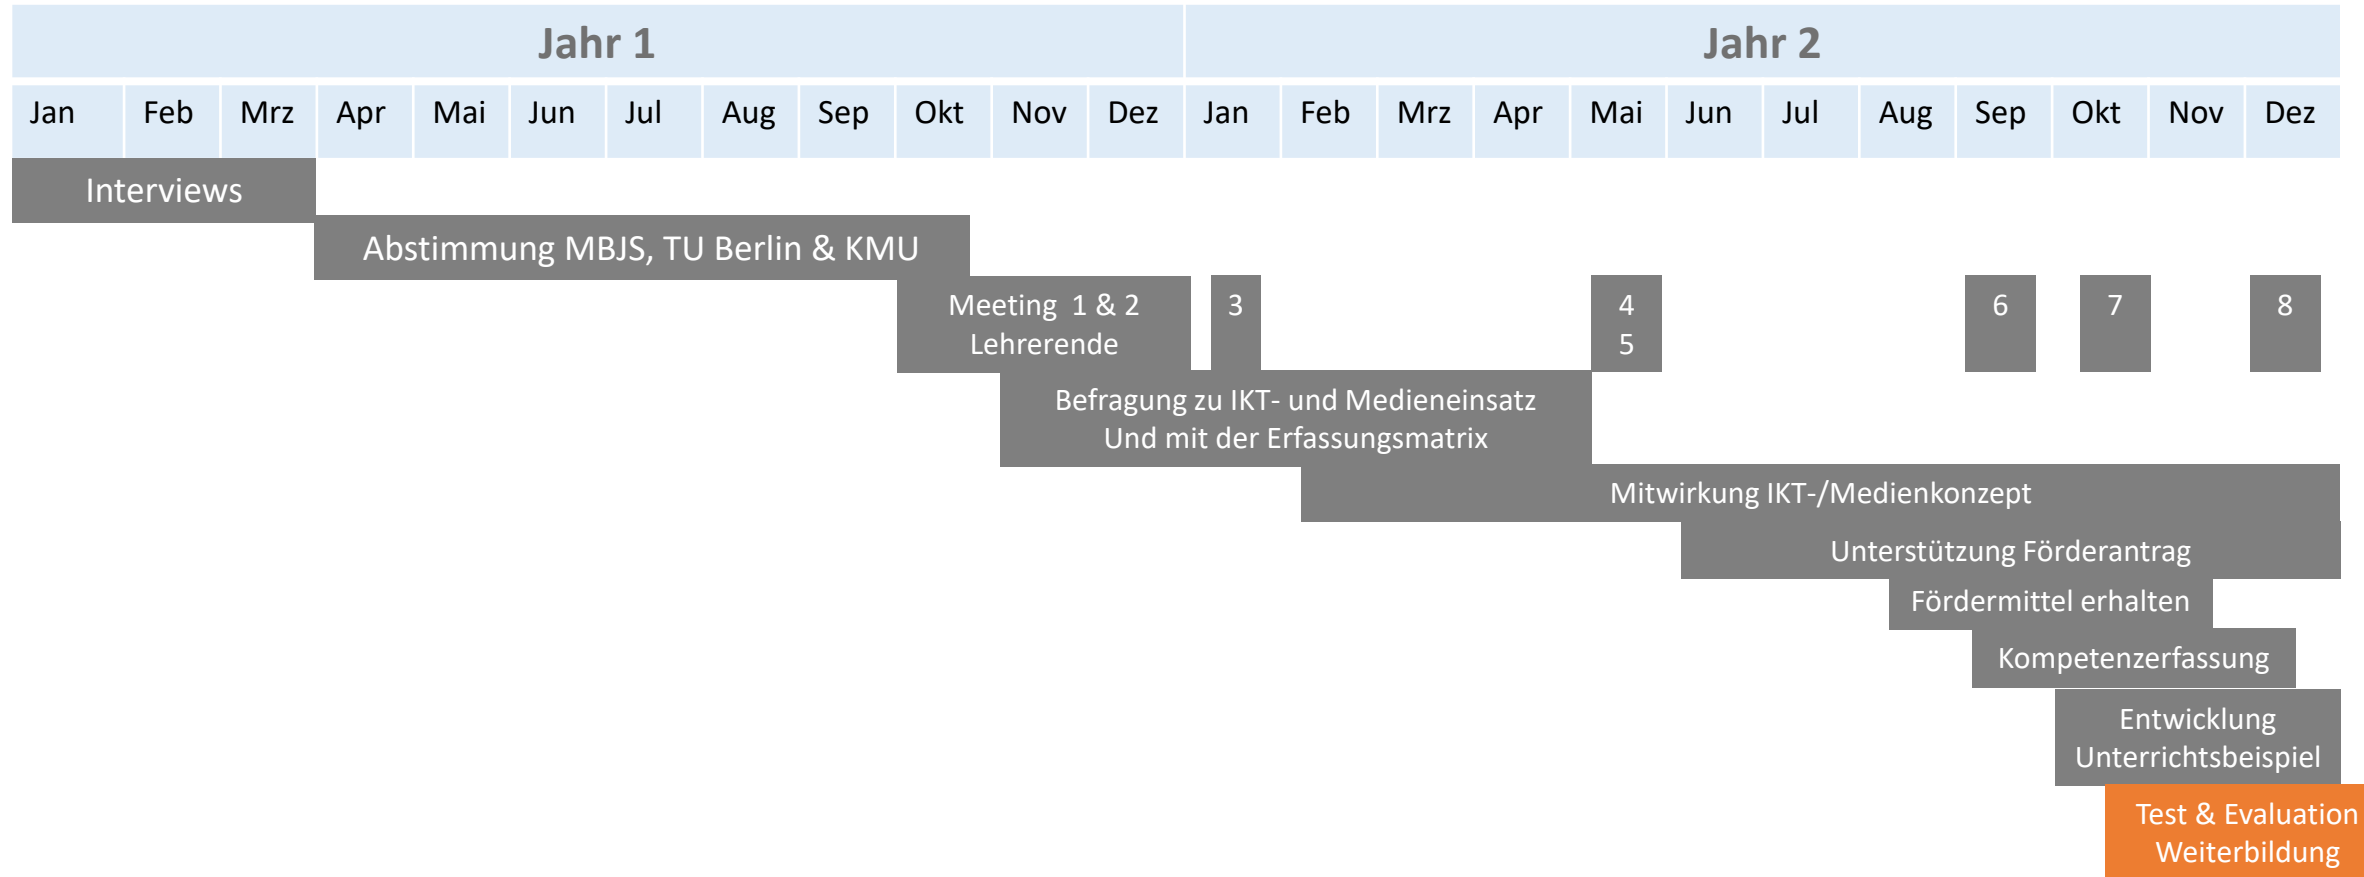 Jahr 1 Jahr 2
Jan Feb Mrz Apr Mai Jun Jul Aug Sep Okt Nov Dez Jan Feb Mrz Apr Mai Jun Jul Aug Sep Okt Nov Dez
Interviews
Abstimmung MBJS, TU Berlin & KMU
Meeting 1 & 2
Lehrerende
3
4
5
6
7
8
Befragung zu IKT- und Medieneinsatz
Und mit der Erfassungsmatrix
Mitwirkung IKT-/Medienkonzept
Unterstützung Förderantrag
Fördermittel erhalten
Kompetenzerfassung
Entwicklung
Unterrichtsbeispiel
Test & Evaluation
Weiterbildung